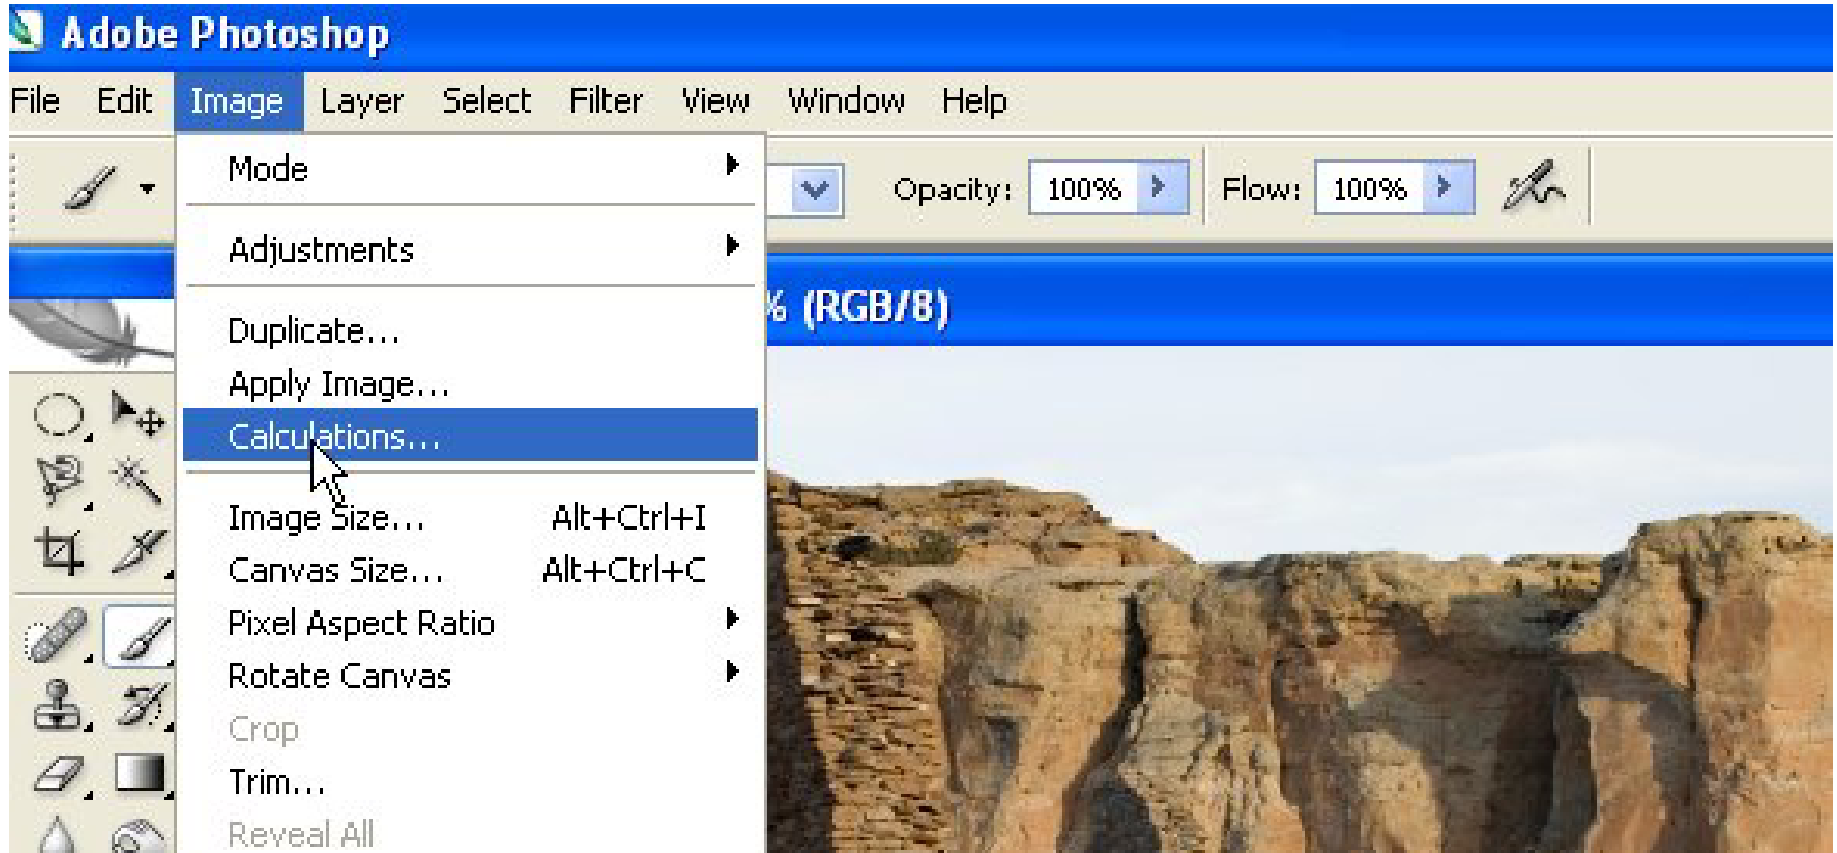 Adobe Photoshop
File Edit Image Layer Select Filter View Window Help
Opacity: 100% Flow: 100%
% (RGB/8)
Mode
Adjustments
Duplicate...
Apply Image...
Calculations...
Image Size... Alt+Ctrl+I
Canvas Size... Alt+Ctrl+C
Pixel Aspect Ratio
Rotate Canvas
Crop
Trim...
Reveal All